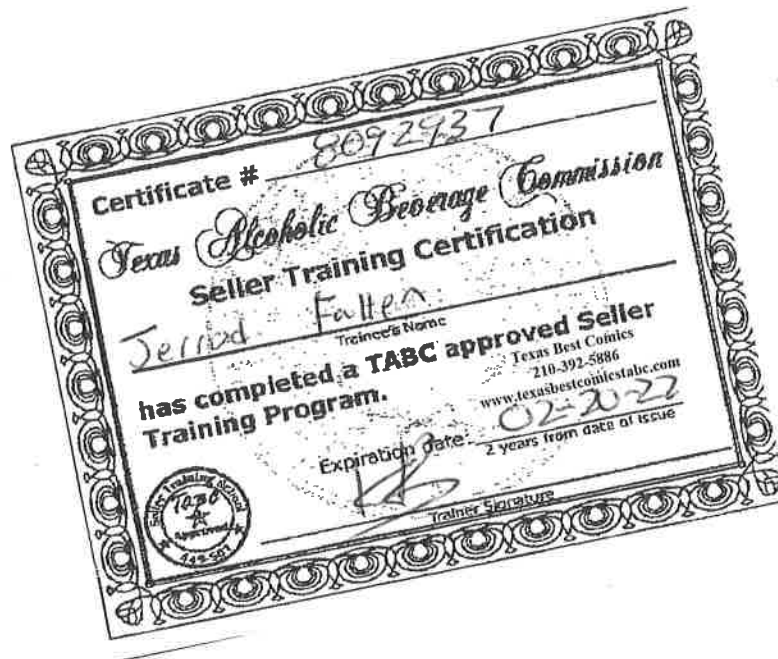 Certificate # 8092937
Texas Alcoholic Beverage Commission
Seller Training Certification
Jerrod Fallen
Trainee's Name
has completed a TABC approved Seller
Training Program.
Texas Best Comics
210-392-5886
www.texasbestcomicstabc.com
Expiration date: 02-20-22
2 years from date of issue
Trainer Signature
Seller Training School
TABC
Approved